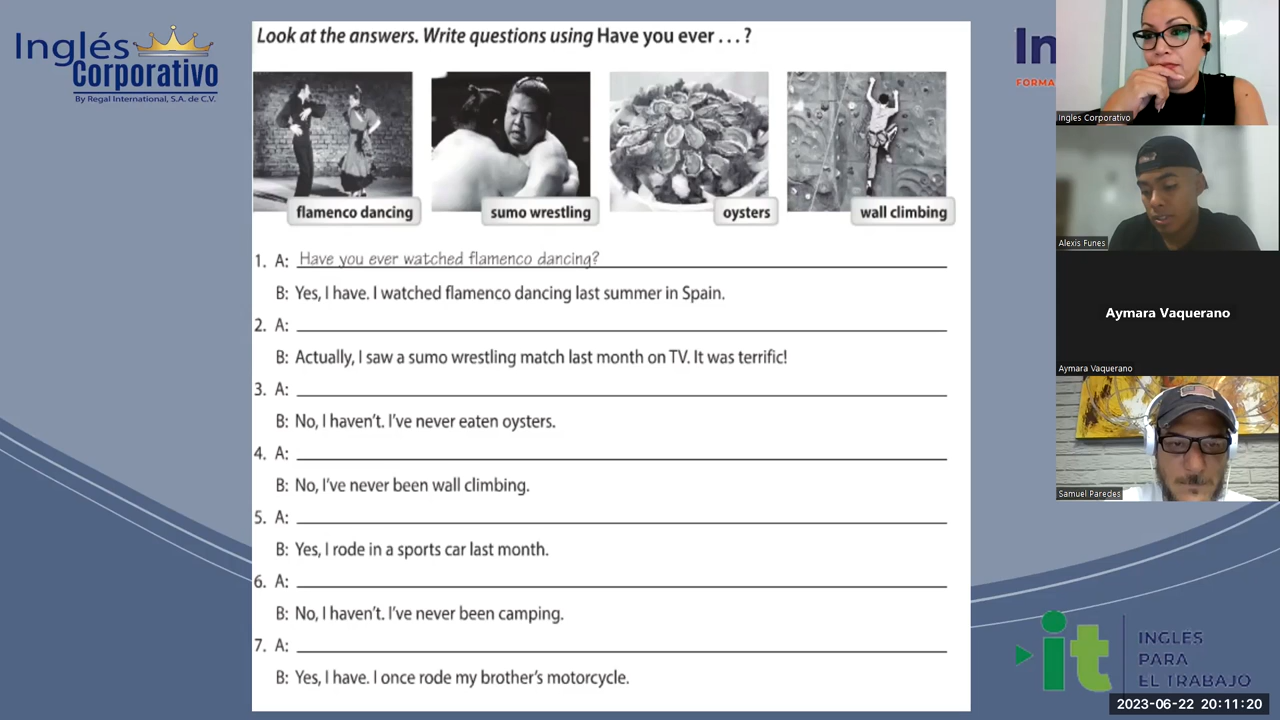 Inglés
Corporativo
By Regal International, S.A. de C.V.
Look at the answers. Write questions using Have you ever . . . ?
flamenco dancing
sumo wrestling
oysters
wall climbing
1. A: Have you ever watched flamenco dancing?
B: Yes, I have. I watched flamenco dancing last summer in Spain.
2. A:
B: Actually, I saw a sumo wrestling match last month on TV. It was terrific!
3. A:
B: No, I haven't. I've never eaten oysters.
4. A:
B: No, I've never been wall climbing.
5. A:
B: Yes, I rode in a sports car last month.
6. A:
B: No, I haven't. I've never been camping.
7. A:
B: Yes, I have. I once rode my brother's motorcycle.
In
FORMA
Ingles Corporativo
Alexis Funes
Aymara Vaquerano
Aymara Vaquerano
Samuel Paredes
it
INGLES
PARA
EL TRABAJO
2023-06-22 20:11:20